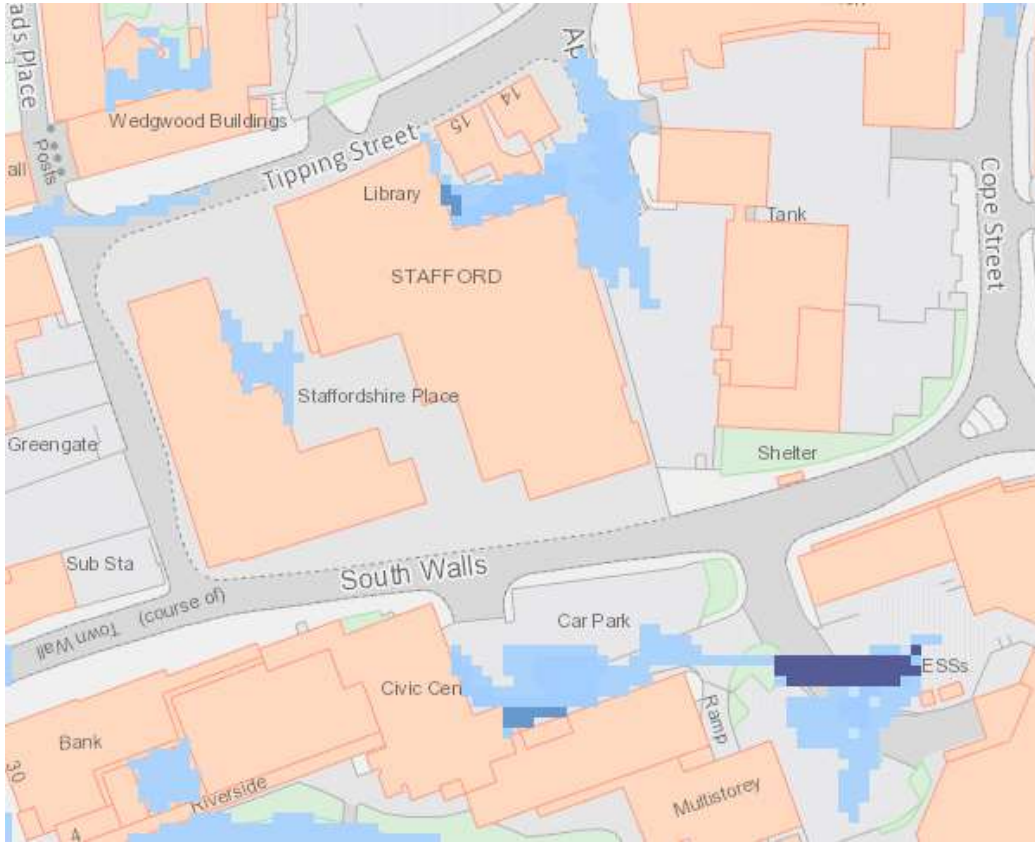 ads Place
Wedgwood Buildings
Posts
all
Tipping Street
14
15
Library
Tank
Cope Street
STAFFORD
Staffordshire Place
Greengate
Shelter
Sub Sta
South Walls
(course of)
Town Wall
Car Park
Civic Cen
ESSs
Ramp
Bank
30
Riverside
Multistorey
4